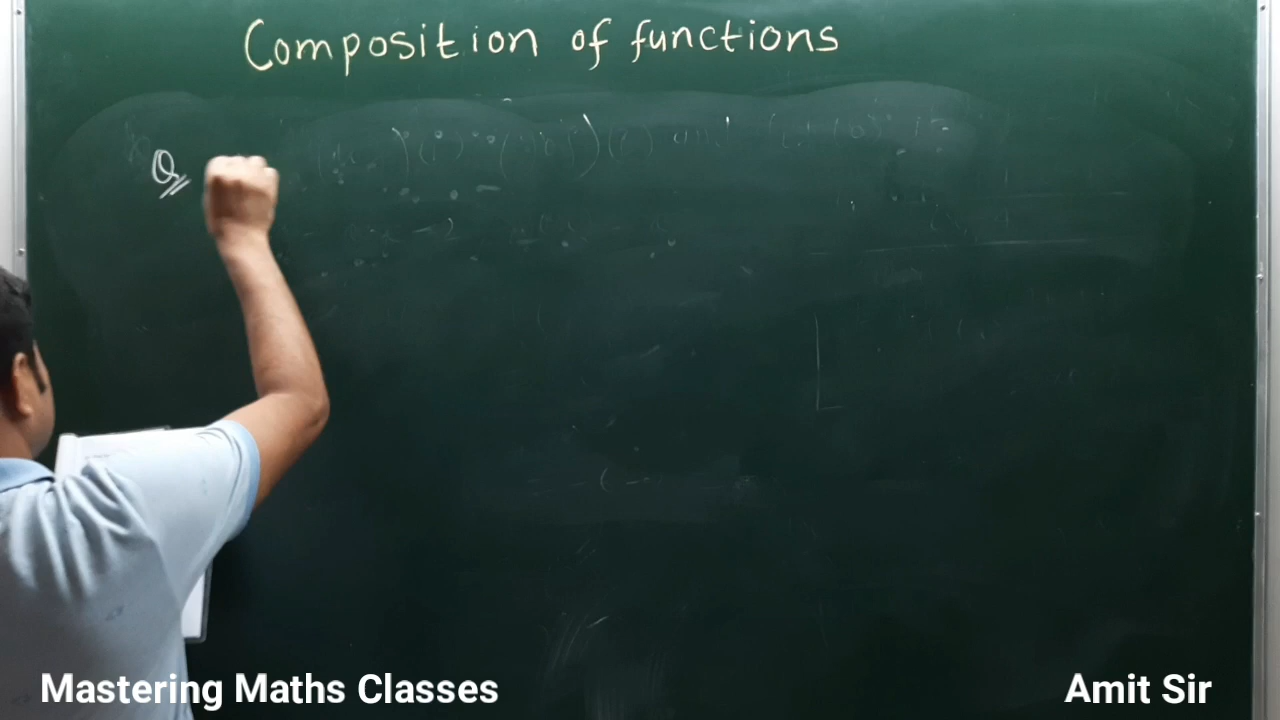 Composition of functions
Q
Mastering Maths Classes
Amit Sir